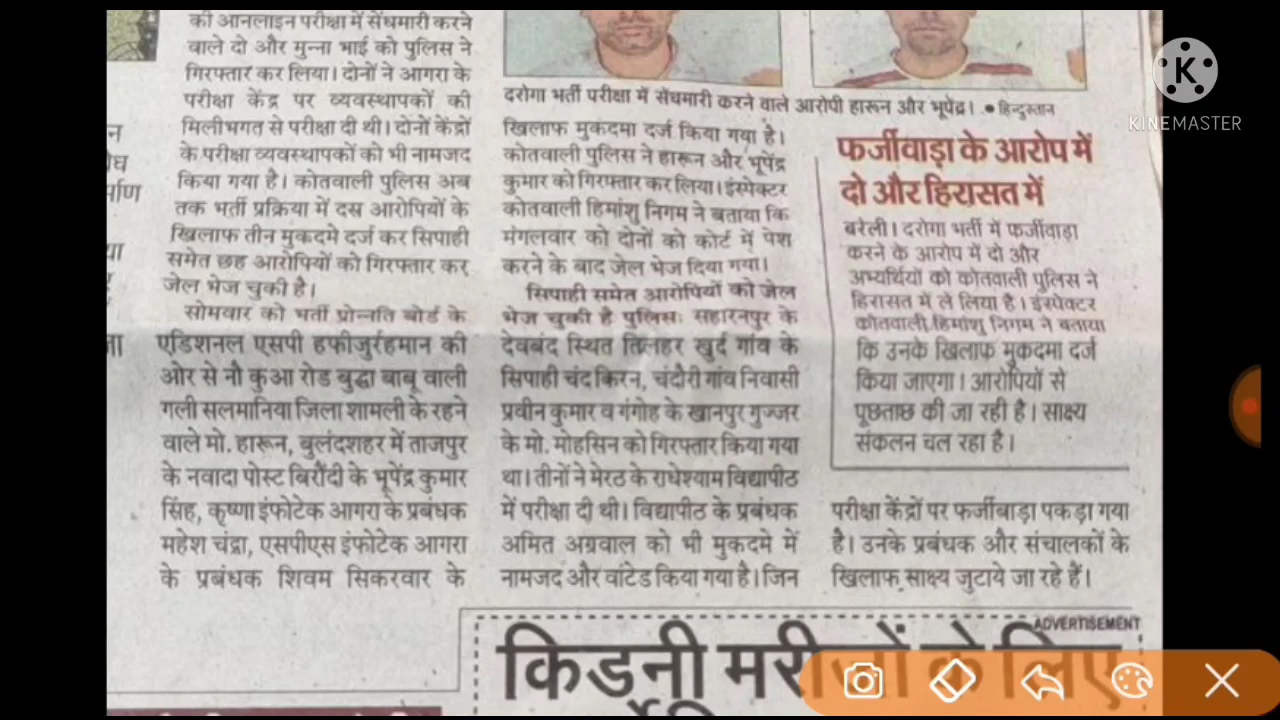 की ऑनलाइन परीक्षा में सेंधमारी करने
वाले दो और मुन्ना भाई को पुलिस ने
गिरफ्तार कर लिया। दोनों ने आगरा के
परीक्षा केंद्र पर व्यवस्थापकों की
मिलीभगत से परीक्षा दी थी। दोनों केंद्रों
के परीक्षा व्यवस्थापकों को भी नामजद
किया गया है। कोतवाली पुलिस अब
तक भर्ती प्रक्रिया में दस आरोपियों के
खिलाफ तीन मुकदमे दर्ज कर सिपाही
समेत छह आरोपियों को गिरफ्तार कर
जेल भेज चुकी है।
सोमवार को भर्ती प्रोन्नति बोर्ड के
एडिशनल एसपी हफीजुर्रहमान की
ओर से नौ कुआ रोड बुद्धा बाबू वाली
गली सलमानिया जिला शामली के रहने
वाले मो. हारून, बुलंदशहर में ताजपुर
के नवादा पोस्ट बिरौंदी के भूपेंद्र कुमार
सिंह, कृष्णा इंफोटेक आगरा के प्रबंधक
महेश चंद्रा, एसपीएस इंफोटेक आगरा
के प्रबंधक शिवम सिकरवार के
दरोगा भर्ती परीक्षा में सेंधमारी करने वाले आरोपी हारून और भूपेंद्र। ● हिन्दुस्तान
खिलाफ मुकदमा दर्ज किया गया है।
कोतवाली पुलिस ने हारून और भूपेंद्र
कुमार को गिरफ्तार कर लिया। इंस्पेक्टर
कोतवाली हिमांशु निगम ने बताया कि
मंगलवार को दोनों को कोर्ट में पेश
करने के बाद जेल भेज दिया गया।
सिपाही समेत आरोपियों को जेल
भेज चुकी है पुलिस: सहारनपुर के
देवबंद स्थित तिलहर खुर्द गांव के
सिपाही चंद किरन, चंदौरी गांव निवासी
प्रवीन कुमार व गंगोह के खानपुर गुज्जर
के मो. मोहसिन को गिरफ्तार किया गया
था। तीनों ने मेरठ के राधेश्याम विद्यापीठ
में परीक्षा दी थी। विद्यापीठ के प्रबंधक
अमित अग्रवाल को भी मुकदमे में
नामजद और वांटेड किया गया है। जिन
फर्जीवाड़ा के आरोप में
दो और हिरासत में
बरेली। दरोगा भर्ती में फर्जीवाड़ा
करने के आरोप में दो और
अभ्यर्थियों को कोतवाली पुलिस ने
हिरासत में ले लिया है। इंस्पेक्टर
कोतवाली हिमांशु निगम ने बताया
कि उनके खिलाफ मुकदमा दर्ज
किया जाएगा। आरोपियों से
पूछताछ की जा रही है। साक्ष्य
संकलन चल रहा है।
परीक्षा केंद्रों पर फर्जीबाड़ा पकड़ा गया
है। उनके प्रबंधक और संचालकों के
खिलाफ साक्ष्य जुटाये जा रहे हैं।
ADVERTISEMENT
किडनी मरीजों के लिए
K
KINEMASTER